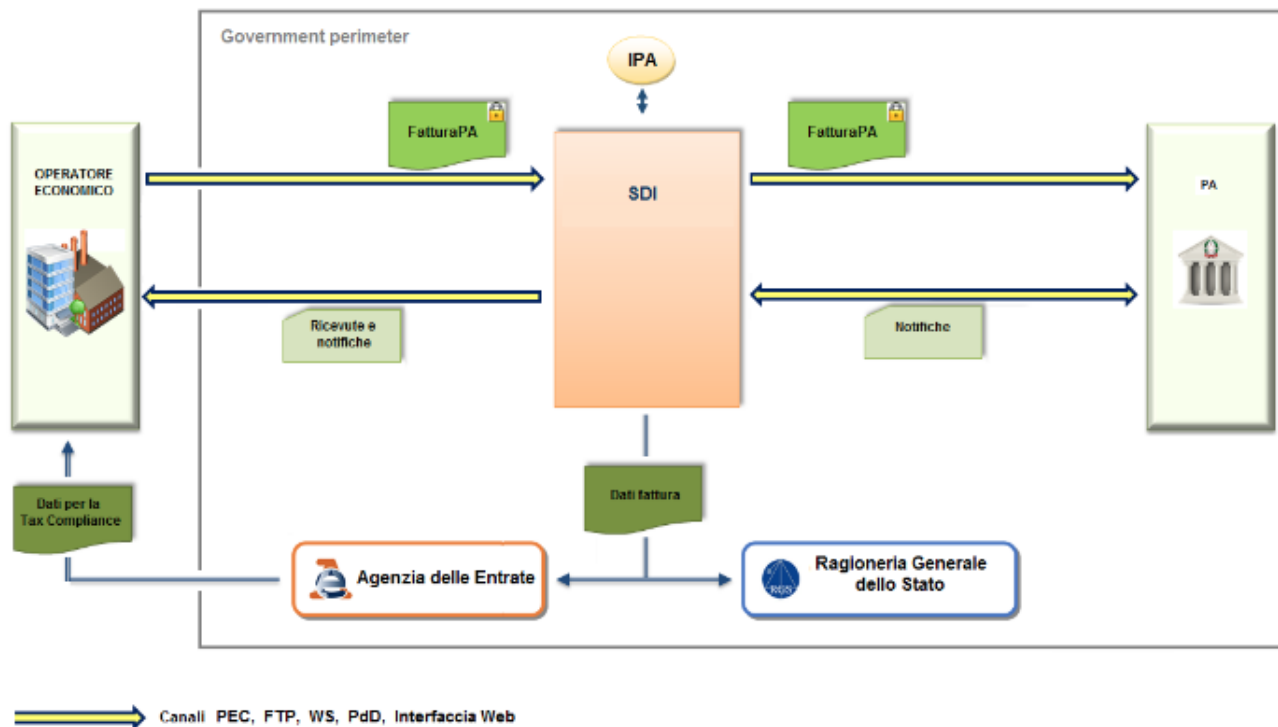 Government perimeter
IPA
FatturaPA
FatturaPA
OPERATORE
ECONOMICO
SDI
PA
Ricevute e
notifiche
Notifiche
Dati per la
Tax Compliance
Dati fattura
Agenzia delle Entrate
RGS
Ragioneria Generale
dello Stato
Canali PEC, FTP, WS, PdD, Interfaccia Web